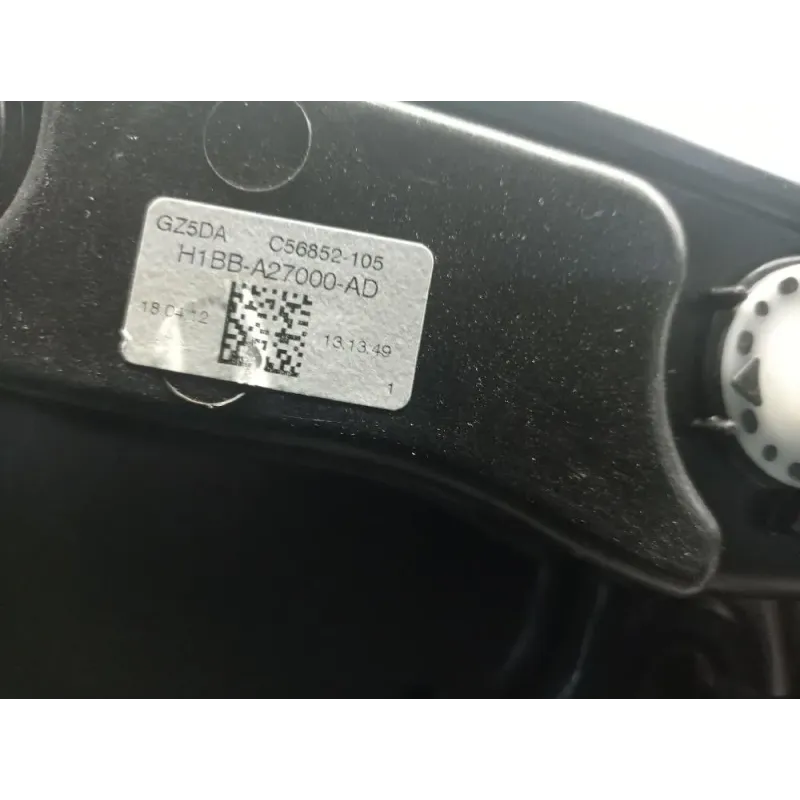 GZ5DA C56852-105
H1BB-A27000-AD
13.13.49
1